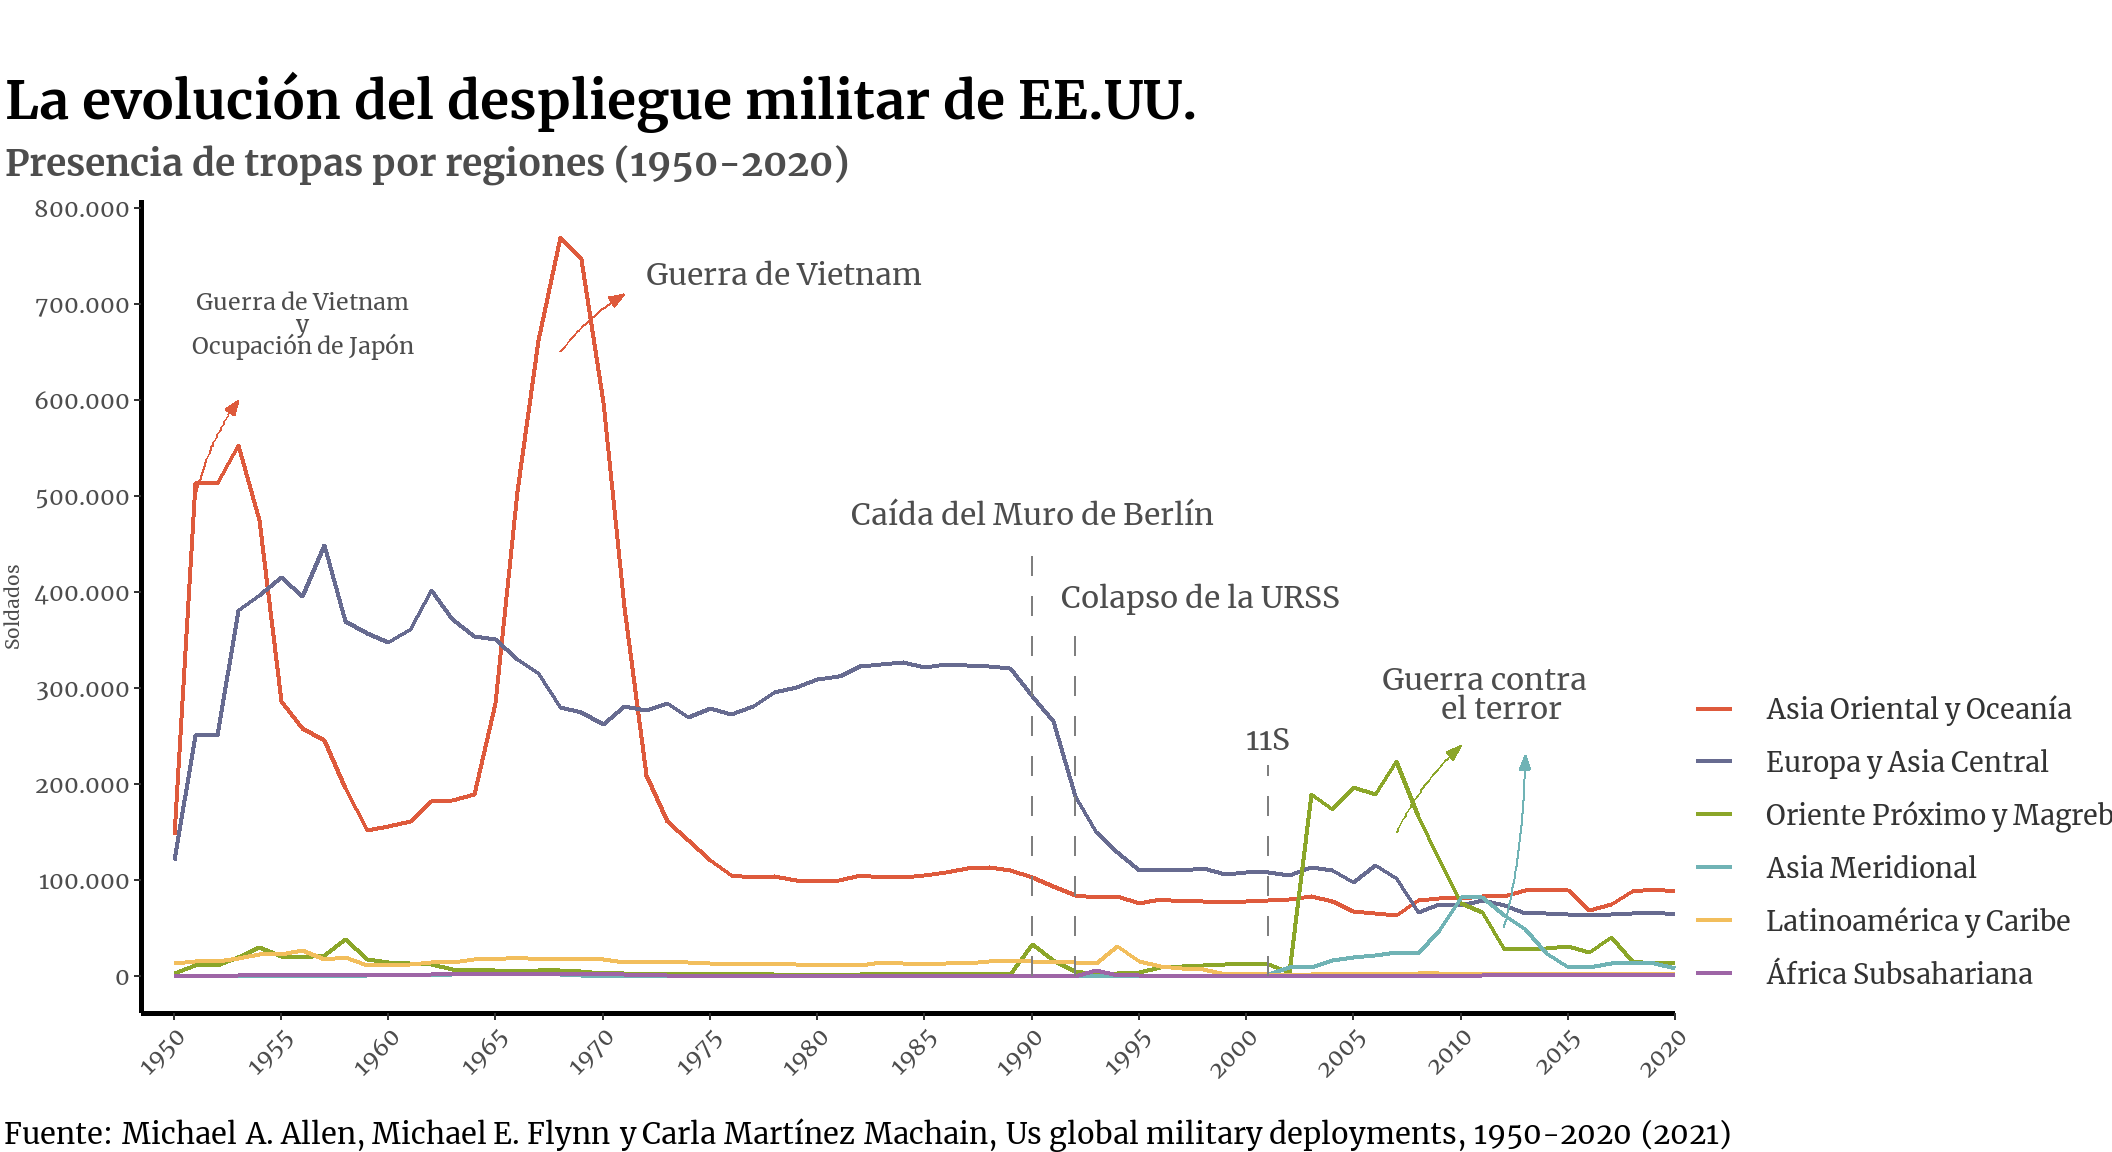 La evolución del despliegue militar de EE.UU.
Presencia de tropas por regiones (1950-2020)
800.000
700.000
600.000
500.000
400.000
300.000
200.000
100.000
0
Soldados
Guerra de Vietnam
y
Ocupación de Japón
Guerra de Vietnam
Caída del Muro de Berlín
Colapso de la URSS
11S
Guerra contra
el terror
Asia Oriental y Oceanía
Europa y Asia Central
Oriente Próximo y Magreb
Asia Meridional
Latinoamérica y Caribe
África Subsahariana
1950
1955
1960
1965
1970
1975
1980
1985
1990
1995
2000
2005
2010
2015
2020
Fuente: Michael A. Allen, Michael E. Flynn y Carla Martínez Machain, Us global military deployments, 1950-2020 (2021)